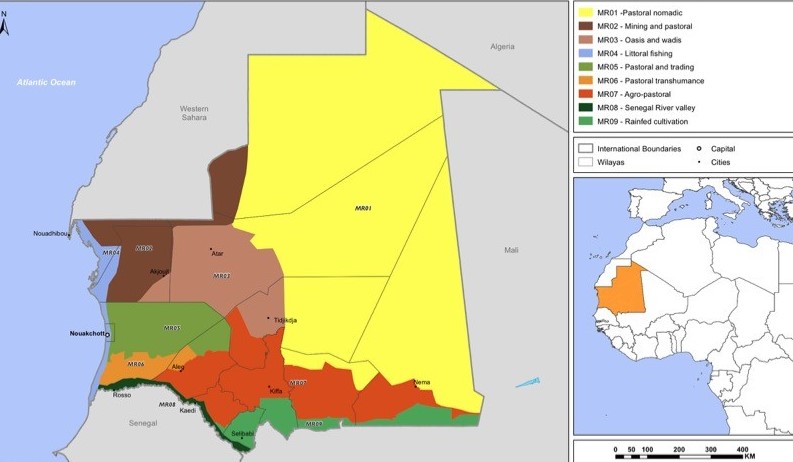 N
Atlantic Ocean
Western
Sahara
Algeria
Mali
Senegal
Nouadhibou
MR04
MR02
Akjoujt
Atar
MR03
MR01
Tidjikdja
Nouakchott
MR05
MR06
Aleg
Rosso
MR08
Kaedi
Kiffa
MR07
Nema
Selibabi
MR09
MR01 -Pastoral nomadic
MR02 - Mining and pastoral
MR03 - Oasis and wadis
MR04 - Littoral fishing
MR05 - Pastoral and trading
MR06 - Pastoral transhumance
MR07 - Agro-pastoral
MR08 - Senegal River valley
MR09 - Rainfed cultivation
International Boundaries
Capital
Wilayas
Cities
0 50 100 200 300 400
KM